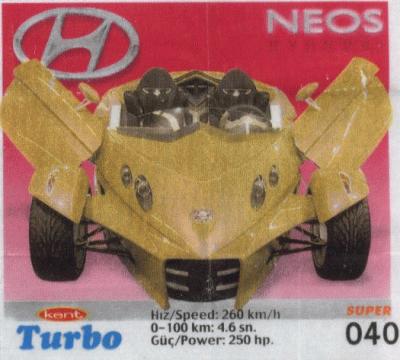 NEOS
HYUNDAI
kent
Turbo
Hız/Speed: 260 km/h
0-100 km: 4.6 sn.
Güç/Power: 250 hp.
SUPER
040